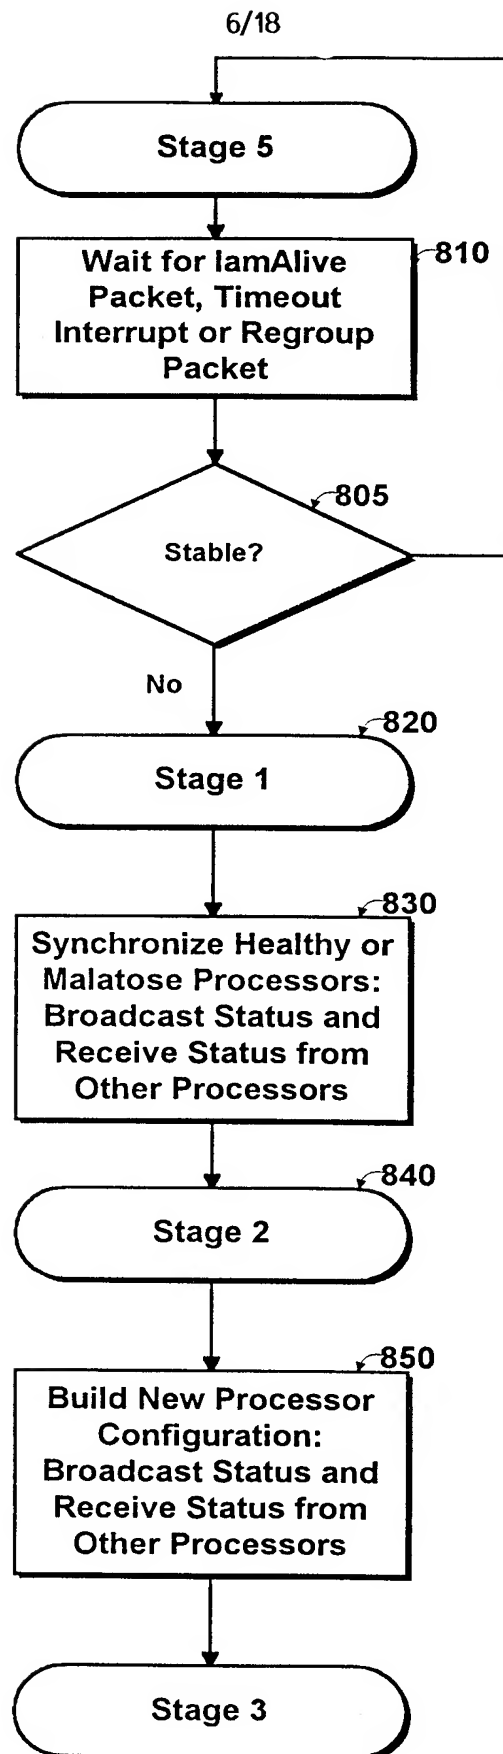 6/18
Stage 5
810
Wait for IamAlive
Packet, Timeout
Interrupt or Regroup
Packet
805
Stable?
No
820
Stage 1
830
Synchronize Healthy or
Malatose Processors:
Broadcast Status and
Receive Status from
Other Processors
840
Stage 2
850
Build New Processor
Configuration:
Broadcast Status and
Receive Status from
Other Processors
Stage 3